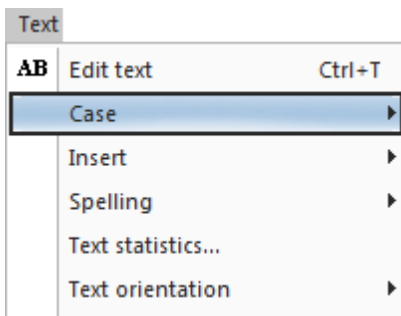 Text
AB Edit text Ctrl+T
Case
Insert
Spelling
Text statistics...
Text orientation